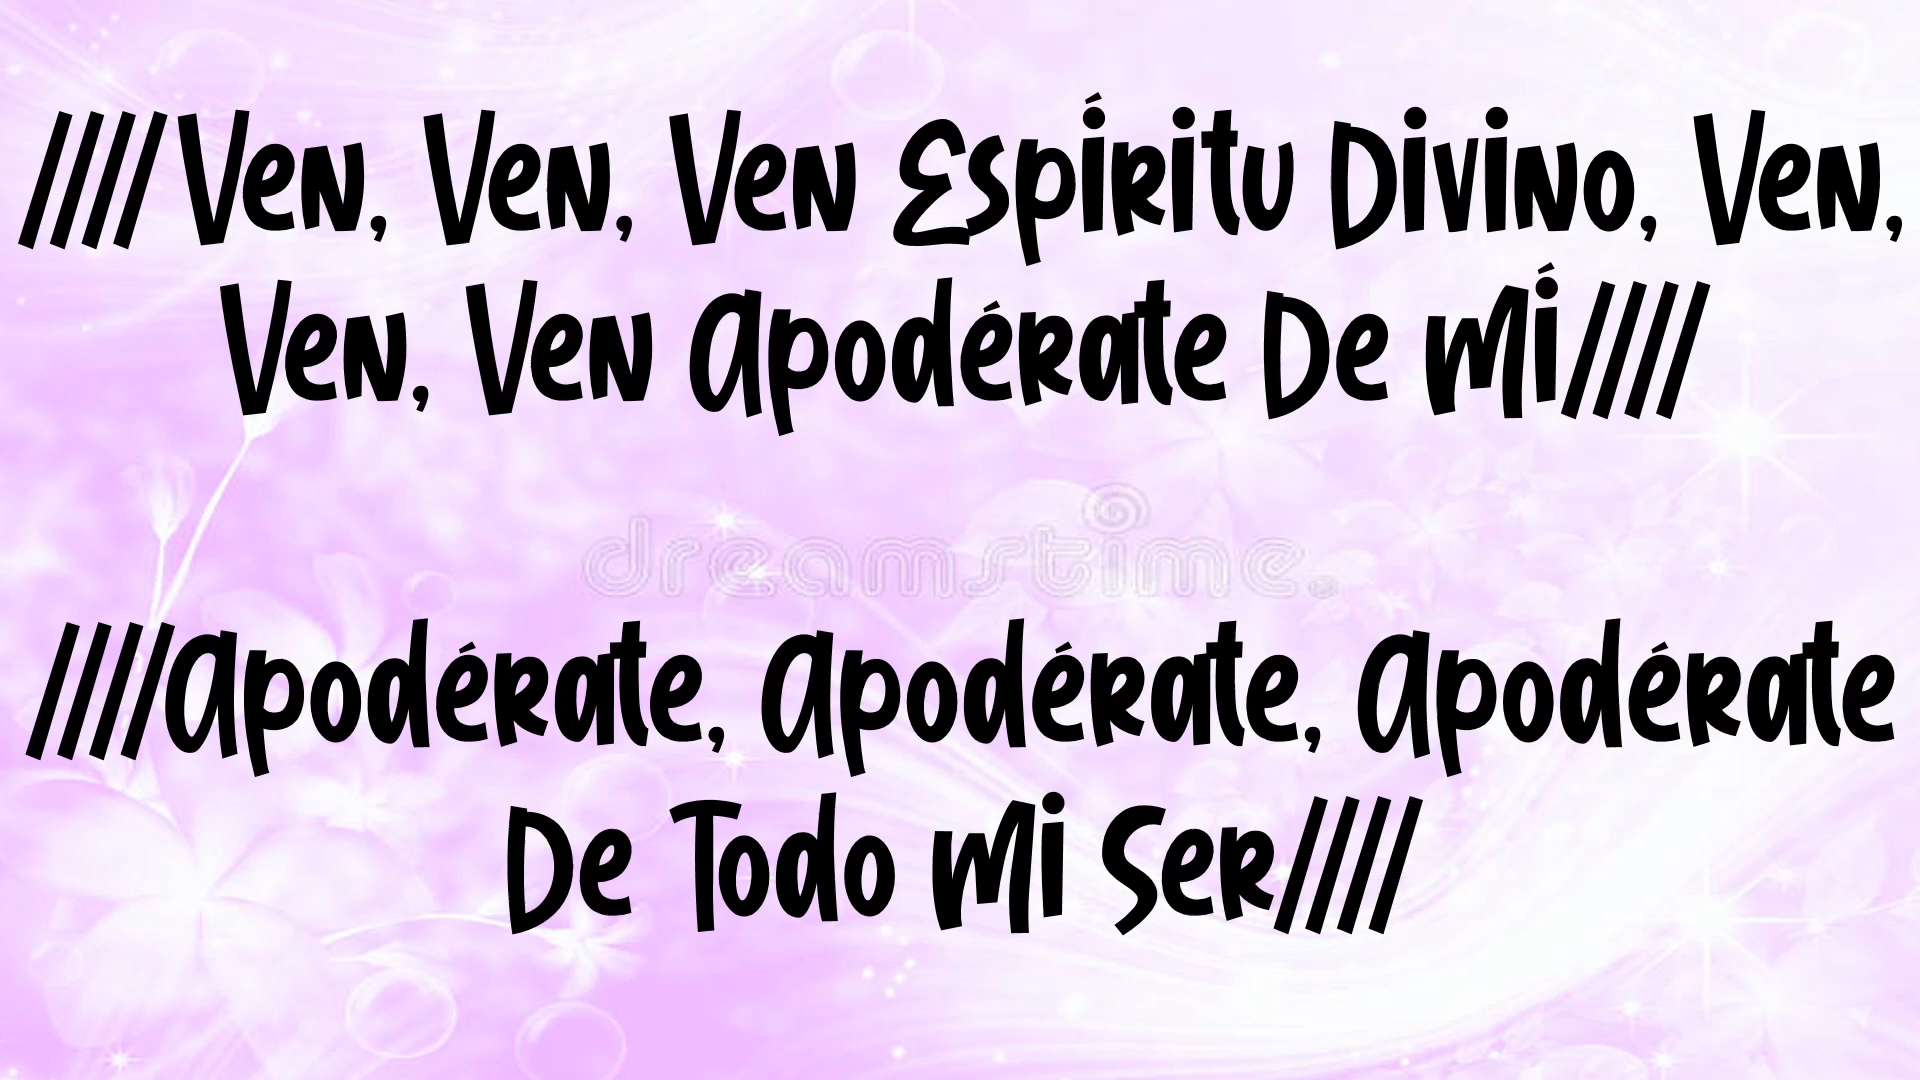 ////Ven, Ven, Ven Espíritu Divino, Ven,
Ven, Ven Apodérate De Mí////
dreamstime.
////Apodérate, Apodérate, Apodérate
De Todo Mi Ser////